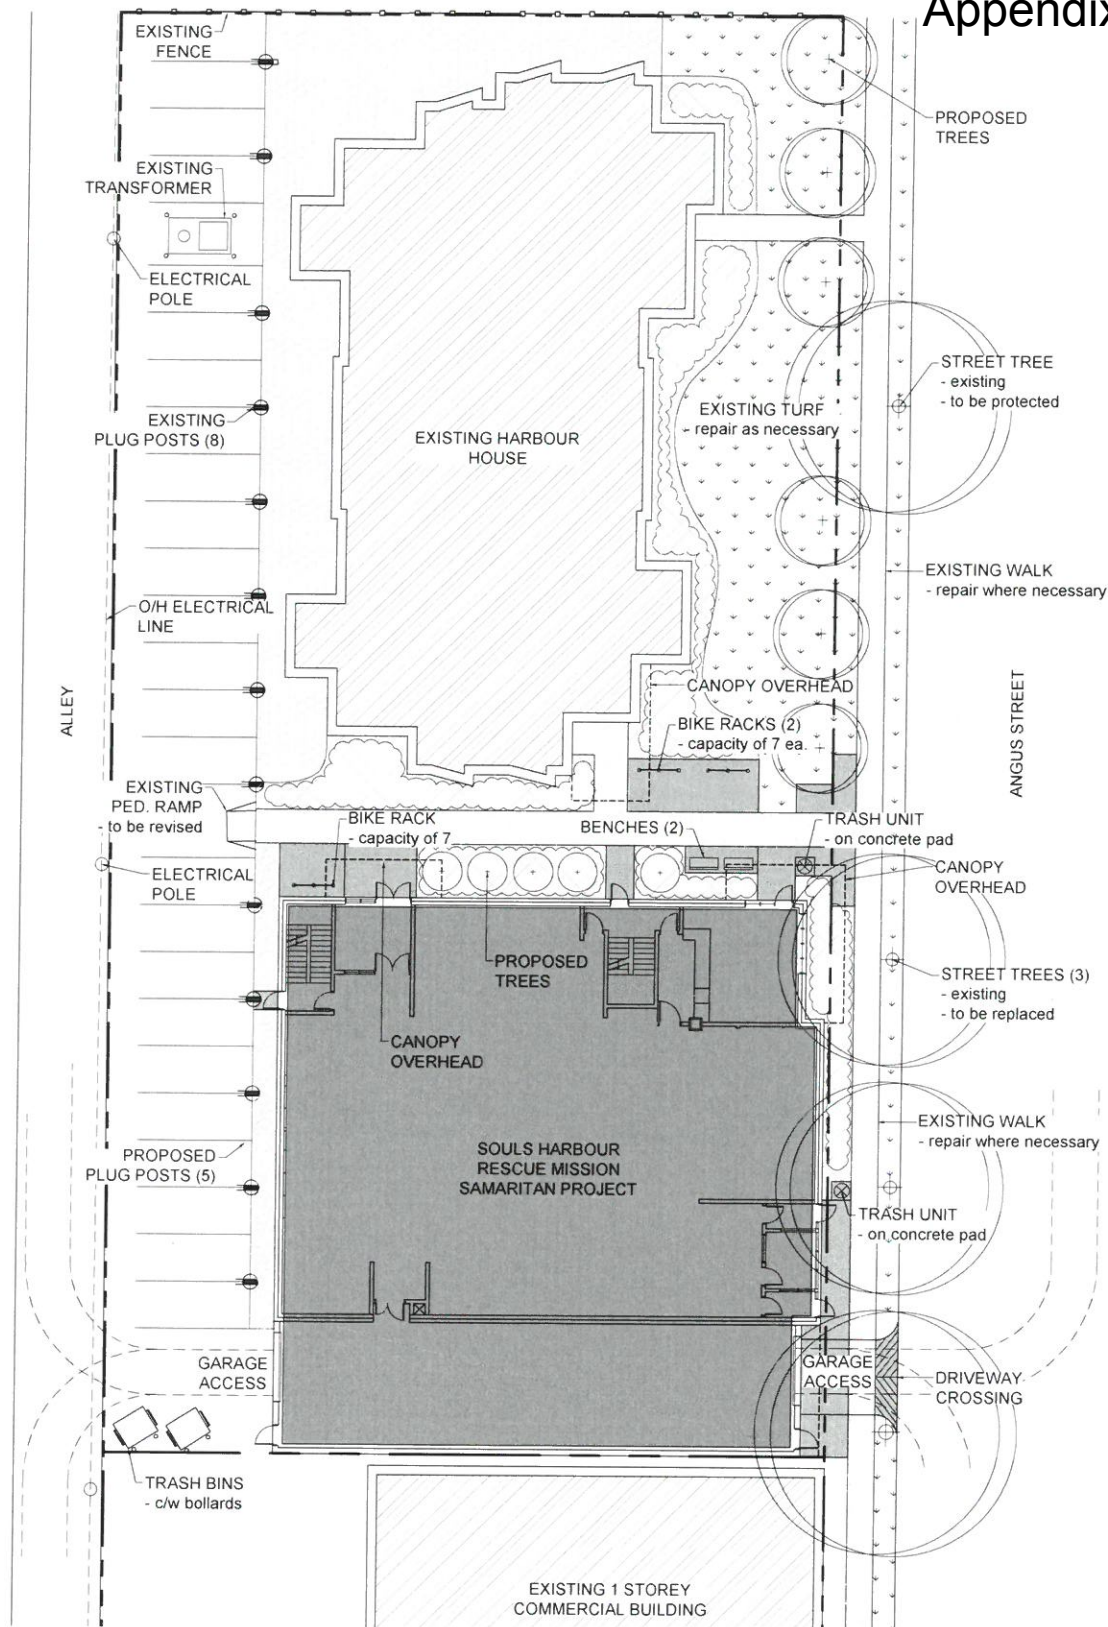 Appendix
EXISTING
FENCE
PROPOSED
TREES
EXISTING
TRANSFORMER
ELECTRICAL
POLE
STREET TREE
- existing
- to be protected
EXISTING
PLUG POSTS (8)
EXISTING TURF
- repair as necessary
EXISTING HARBOUR
HOUSE
EXISTING WALK
- repair where necessary
O/H ELECTRICAL
LINE
ALLEY
ANGUS STREET
CANOPY OVERHEAD
BIKE RACKS (2)
- capacity of 7 ea.
EXISTING
PED. RAMP
- to be revised
BIKE RACK
- capacity of 7
BENCHES (2)
TRASH UNIT
- on concrete pad
ELECTRICAL
POLE
CANOPY
OVERHEAD
PROPOSED
TREES
STREET TREES (3)
- existing
- to be replaced
CANOPY
OVERHEAD
EXISTING WALK
- repair where necessary
PROPOSED
PLUG POSTS (5)
SOULS HARBOUR
RESCUE MISSION
SAMARITAN PROJECT
TRASH UNIT
- on concrete pad
GARAGE
ACCESS
GARAGE
ACCESS
DRIVEWAY
CROSSING
TRASH BINS
- c/w bollards
EXISTING 1 STOREY
COMMERCIAL BUILDING